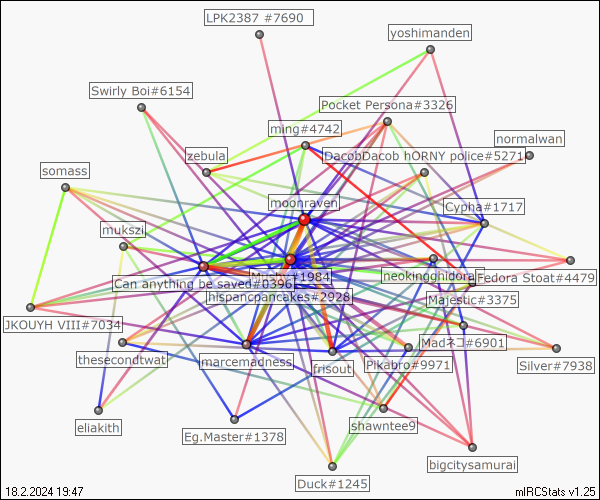 LPK2387 #7690
yoshimanden
Swirly Boi#6154
Pocket Persona#3326
ming#4742
normalwan
zebula
DacobDacob hORNY police#5271
somass
moonraven
Cypha#1717
mukszi
Musty#1984
neokingghidorah
Fedora Stoat#4479
Can anything be saved#0396
hispanicpancakes#2928
Majestic#3375
JKOUYH VIII#7034
Madネコ#6901
thesecondtwat
marcemadness
frisout
Pikabro#9971
Silver#7938
shawntee9
eliakith
Eg.Master#1378
bigcitysamurai
Duck#1245
18.2.2024 19:47
mIRCStats v1.25